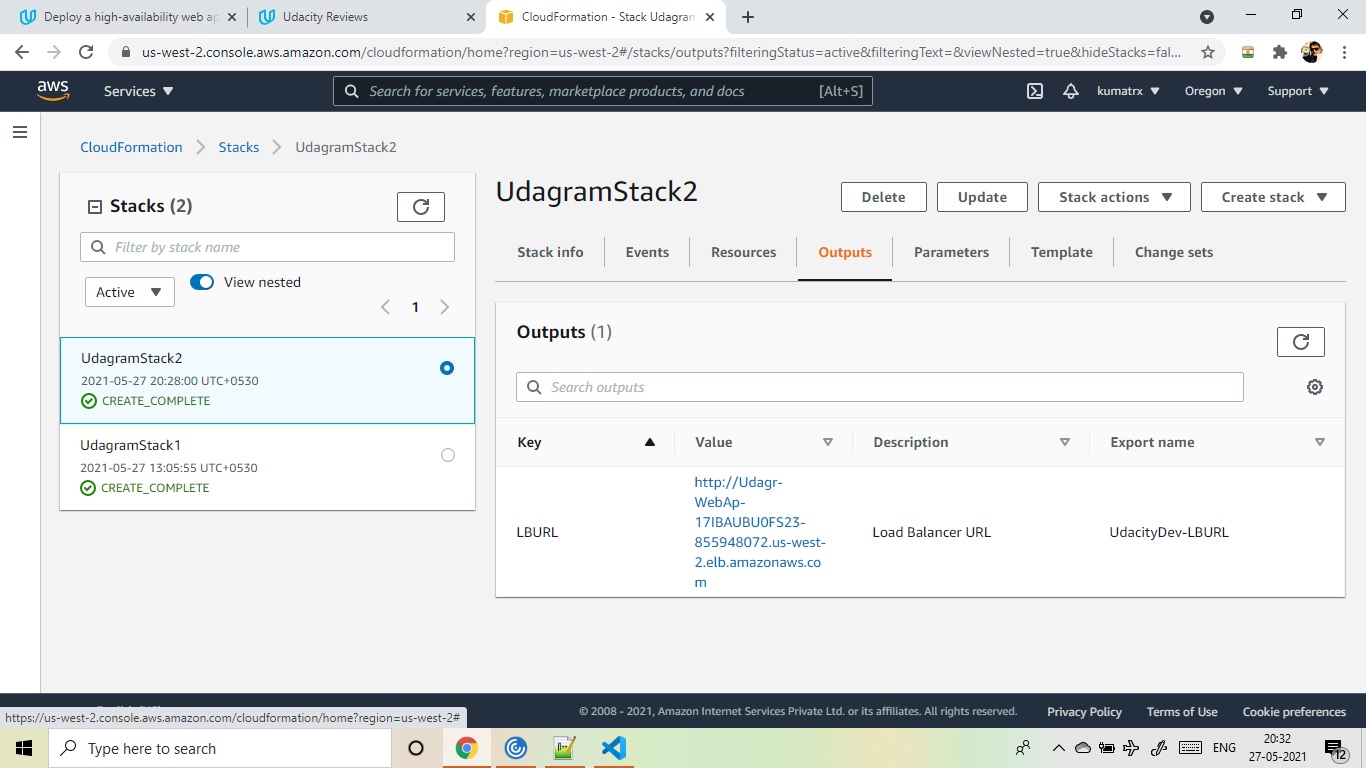 Deploy a high-availability web ap
Udacity Reviews
CloudFormation - Stack Udagram
us-west-2.console.aws.amazon.com/cloudformation/home?region=us-west-2#/stacks/outputs?filteringStatus=active&filteringText=&viewNested=true&hideStacks=fal...
aws
Services
Search for services, features, marketplace products, and docs
[Alt+S]
kumatrx
Oregon
Support
CloudFormation
Stacks
UdagramStack2
Stacks (2)
Filter by stack name
Active
View nested
1
UdagramStack2
2021-05-27 20:28:00 UTC+0530
CREATE_COMPLETE
UdagramStack1
2021-05-27 13:05:55 UTC+0530
CREATE_COMPLETE
UdagramStack2
Delete
Update
Stack actions
Create stack
Stack info
Events
Resources
Outputs
Parameters
Template
Change sets
Outputs (1)
Search outputs
Key
Value
Description
Export name
LBURL
http://Udagr-
WebAp-
17IBAUBU0FS23-
855948072.us-west-
2.elb.amazonaws.co
m
Load Balancer URL
UdacityDev-LBURL
https://us-west-2.console.aws.amazon.com/cloudformation/home?region=us-west-2#
© 2008 - 2021, Amazon Internet Services Private Ltd. or its affiliates. All rights reserved.
Privacy Policy
Terms of Use
Cookie preferences
Type here to search
ENG
20:32
27-05-2021
12